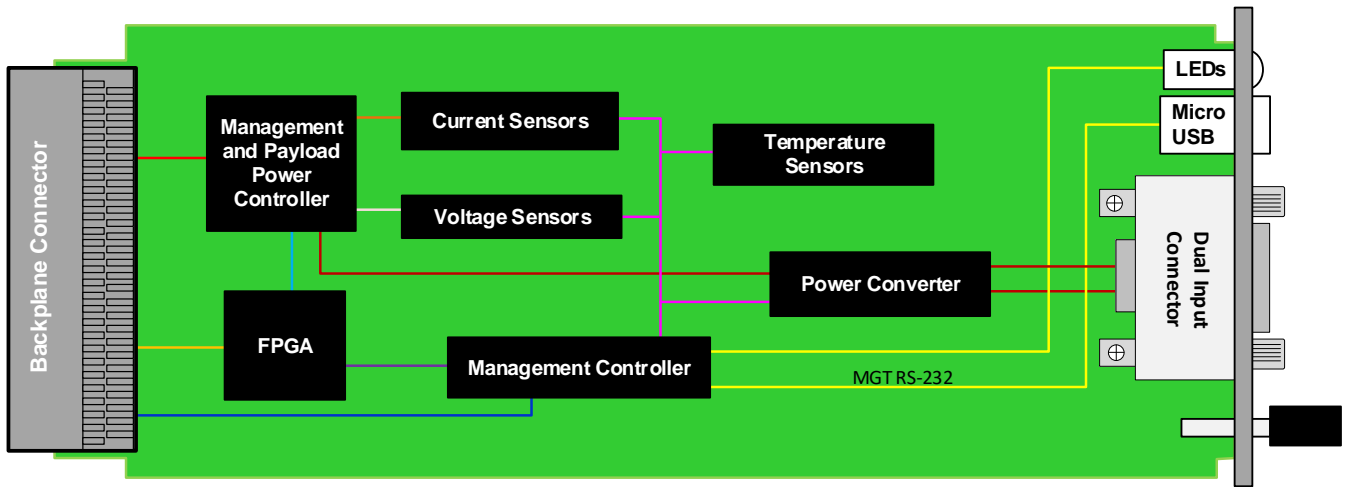 Backplane Connector
Management
and Payload
Power
Controller
Current Sensors
Voltage Sensors
Temperature
Sensors
Power Converter
FPGA
Management Controller
MGT RS-232
LEDs
Micro
USB
Dual Input
Connector